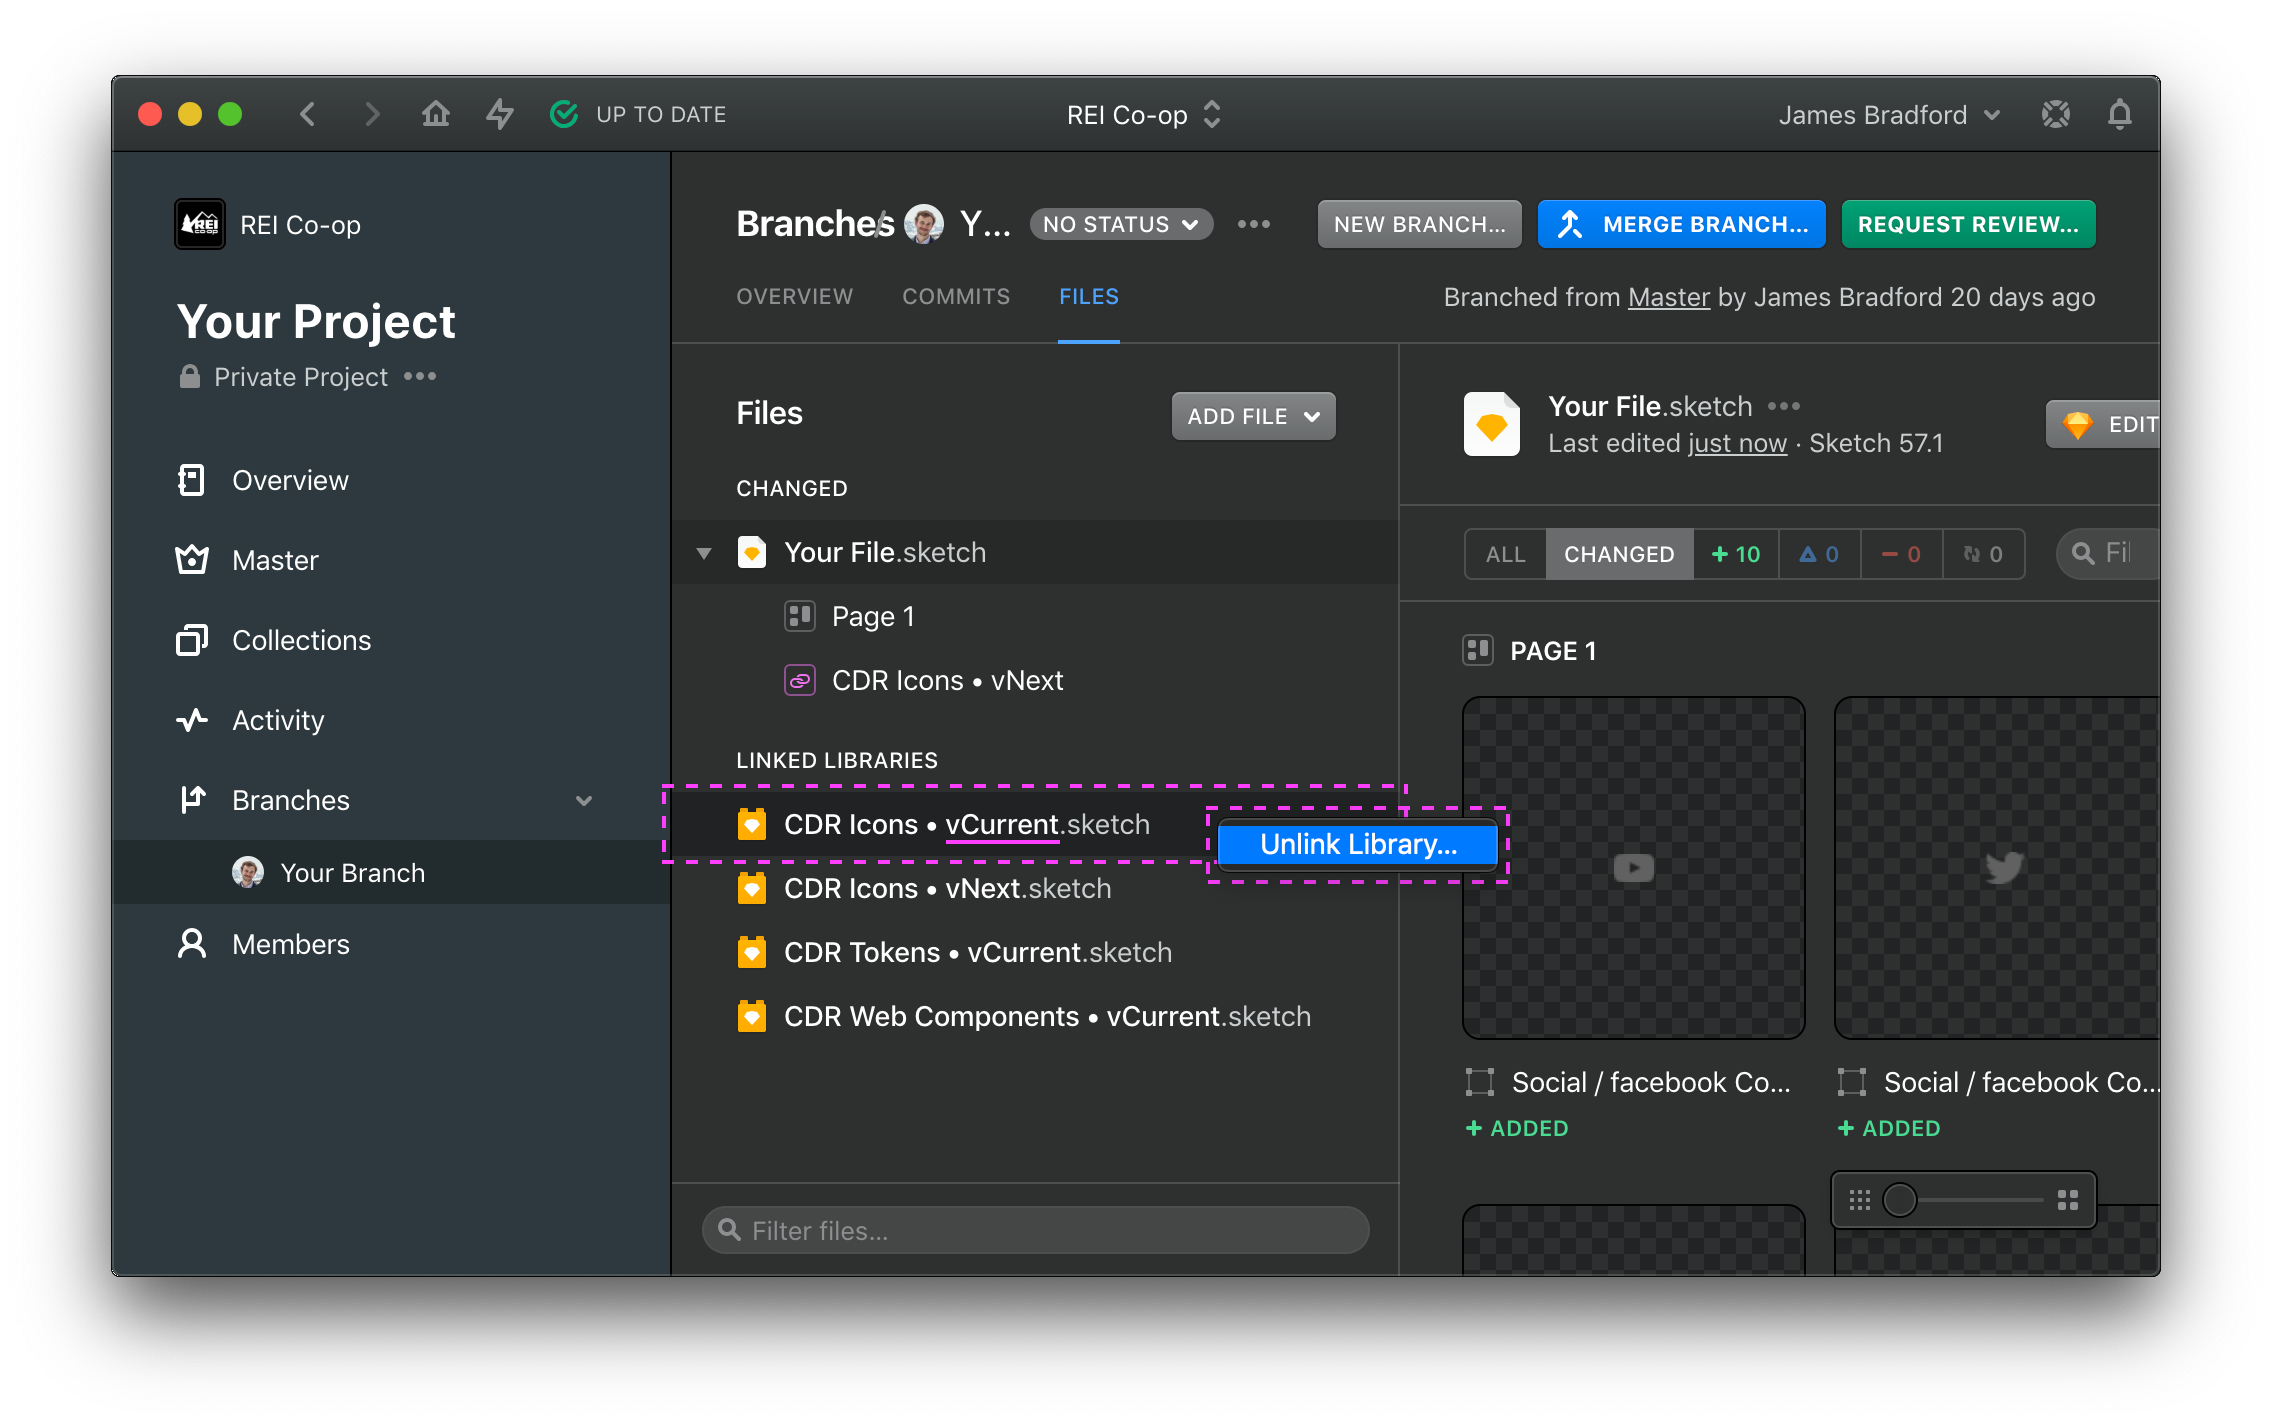 UP TO DATE
REI Co-op
James Bradford
REI CO·OP
REI Co-op
Your Project
Private Project
Overview
Master
Collections
Activity
Branches
Your Branch
Members
Branches / Y...
NO STATUS
NEW BRANCH...
MERGE BRANCH...
REQUEST REVIEW...
OVERVIEW
COMMITS
FILES
Branched from Master by James Bradford 20 days ago
Files
ADD FILE
CHANGED
Your File.sketch
Page 1
CDR Icons • vNext
LINKED LIBRARIES
CDR Icons • vCurrent.sketch
Unlink Library...
CDR Icons • vNext.sketch
CDR Tokens • vCurrent.sketch
CDR Web Components • vCurrent.sketch
Filter files...
Your File.sketch
Last edited just now · Sketch 57.1
EDIT
ALL
CHANGED
+ 10
0
− 0
0
Fil
PAGE 1
Social / facebook Co...
+ ADDED
Social / facebook Co...
+ ADDED